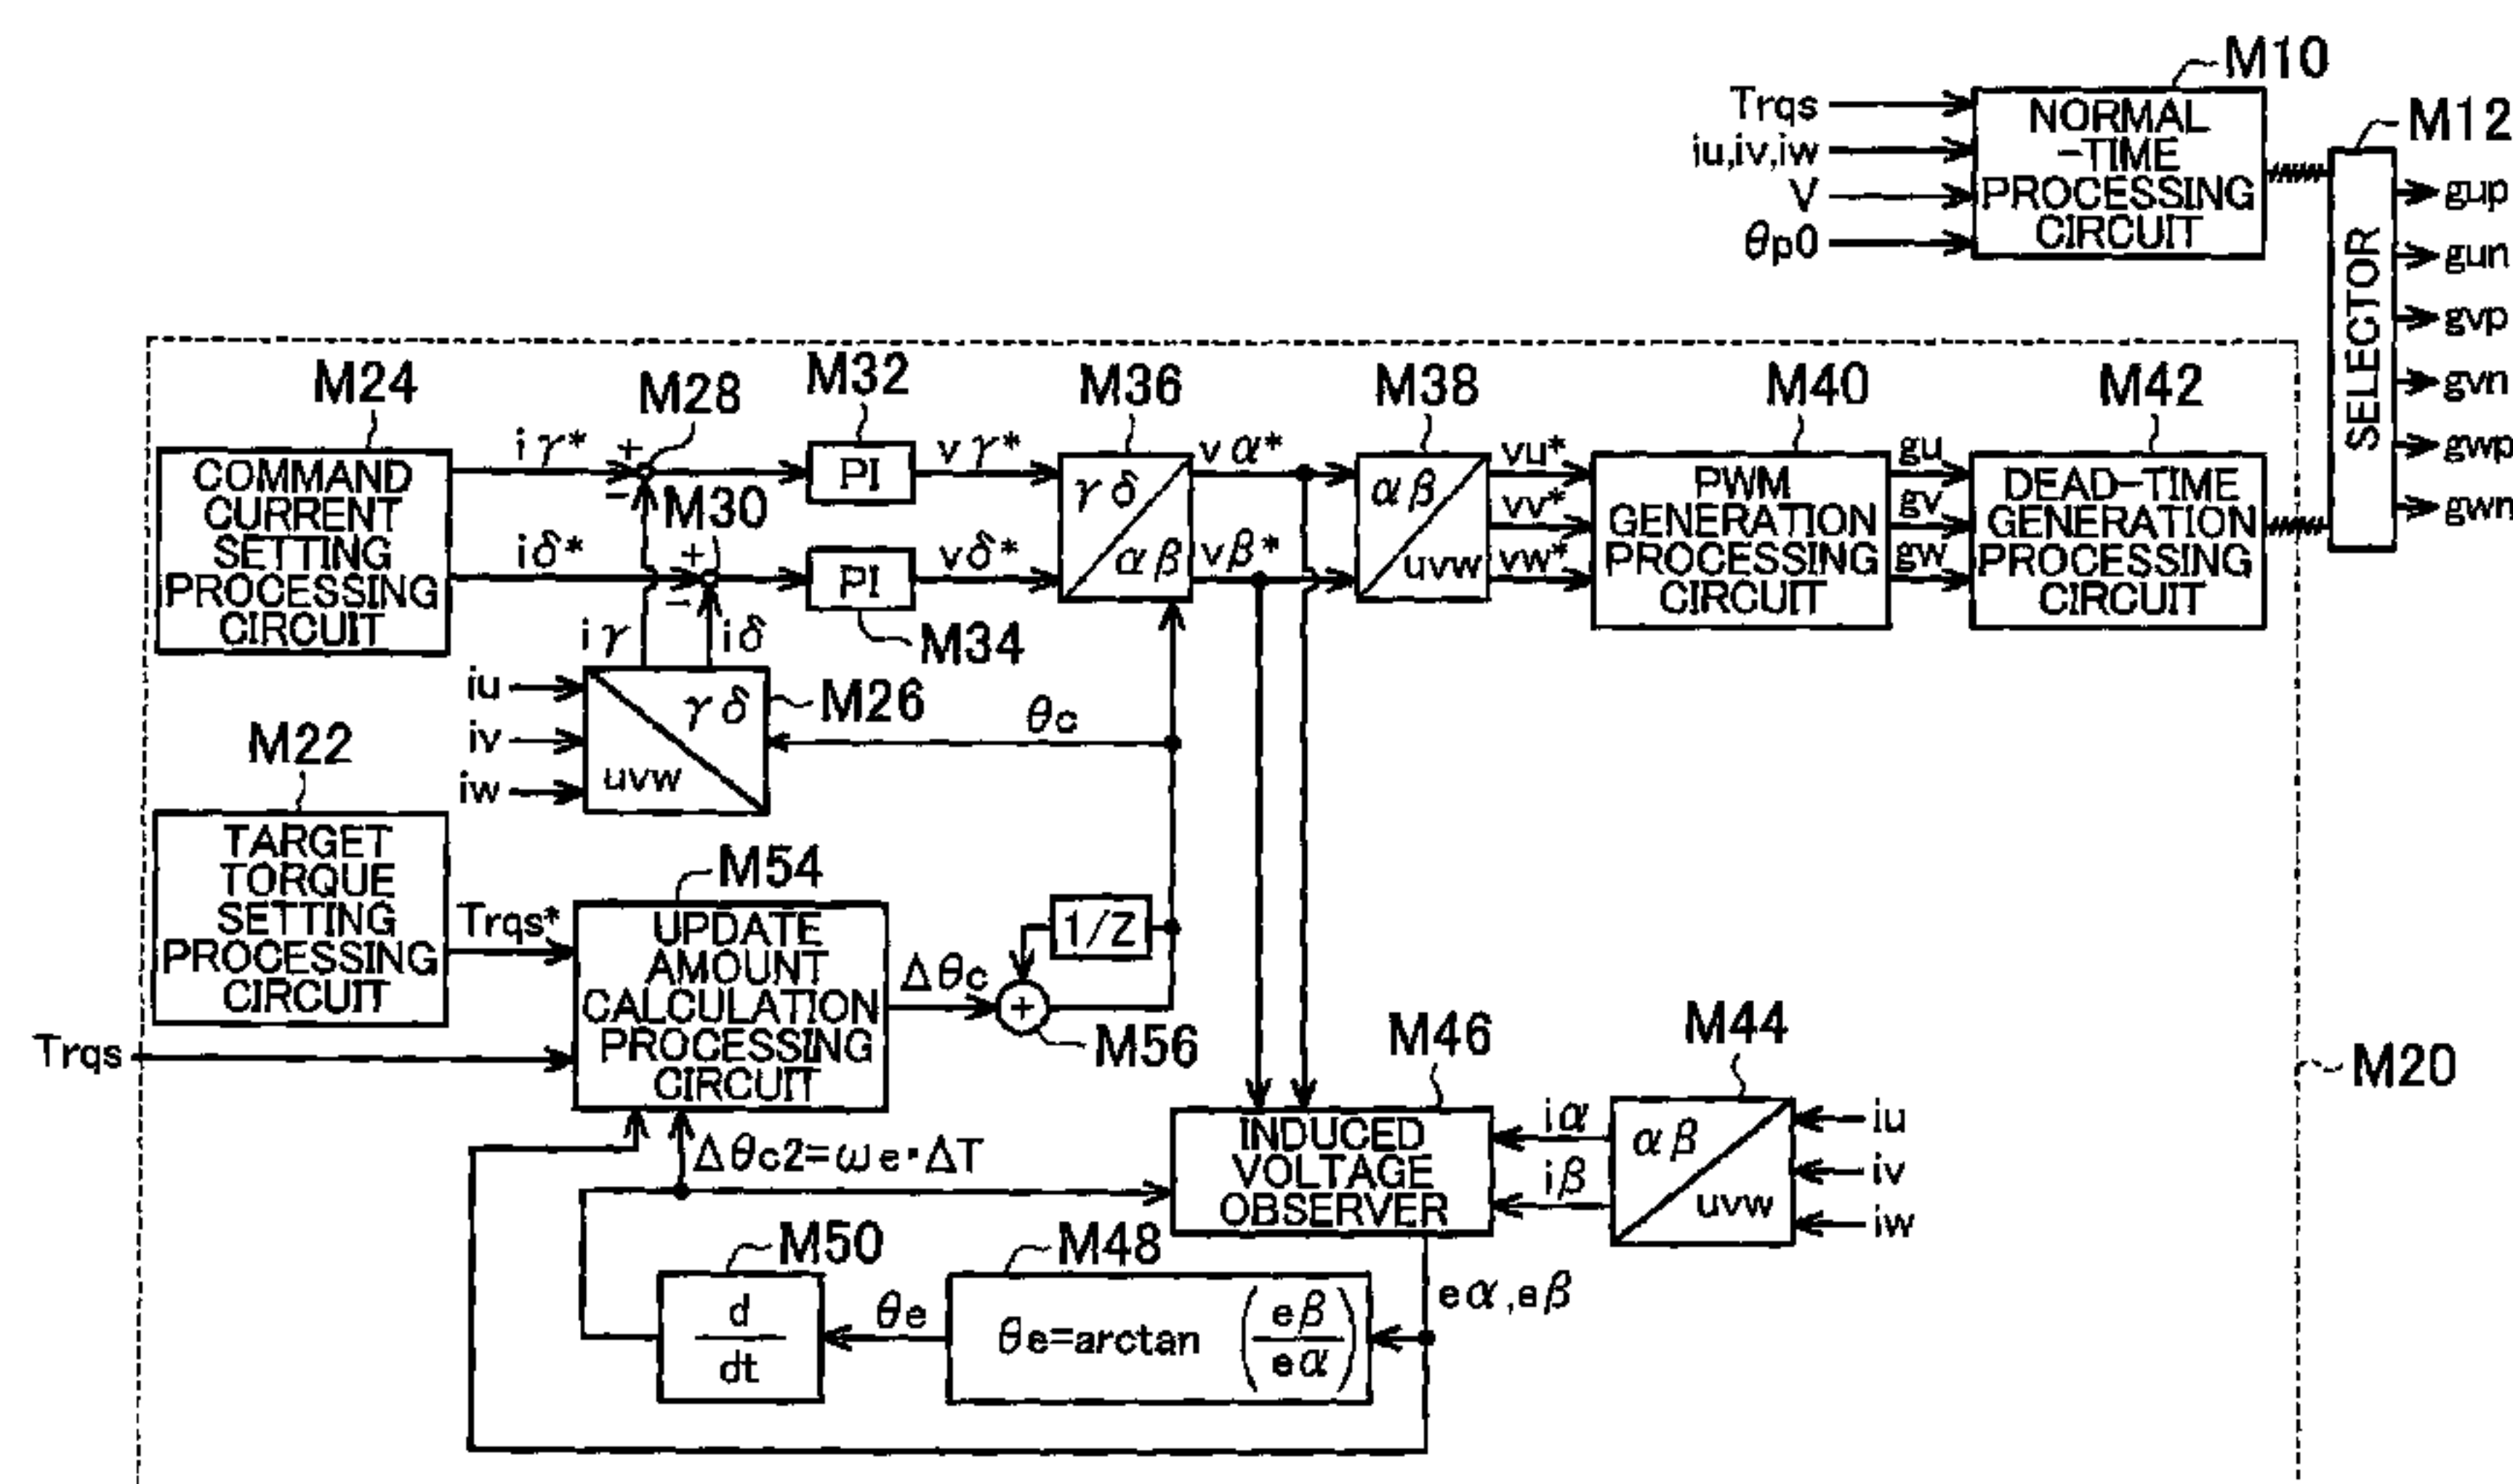 M10
Trqs
iu,iv,iw
V
θp0
NORMAL
-TIME
PROCESSING
CIRCUIT
M12
SELECTOR
gup
gun
gvp
gvn
gwp
gwn
M24
COMMAND
CURRENT
SETTING
PROCESSING
CIRCUIT
iγ*
iδ*
+
-
M28
+
-
M30
M32
PI
M34
PI
vγ*
vδ*
M36
γδ
αβ
vα*
vβ*
M38
αβ
uvw
vu*
vv*
vw*
M40
PWM
GENERATION
PROCESSING
CIRCUIT
gu
gv
gw
M42
DEAD-TIME
GENERATION
PROCESSING
CIRCUIT
iγ
iδ
iu
iv
iw
γδ
uvw
M26
θc
M22
TARGET
TORQUE
SETTING
PROCESSING
CIRCUIT
Trqs*
Trqs
M54
UPDATE
AMOUNT
CALCULATION
PROCESSING
CIRCUIT
Δθc
1/Z
+
M56
M46
INDUCED
VOLTAGE
OBSERVER
iα
iβ
M44
αβ
uvw
iu
iv
iw
M20
Δθc2=ωe·ΔT
M50
d
dt
θe
M48
θe=arctan (eβ/eα)
eα,eβ